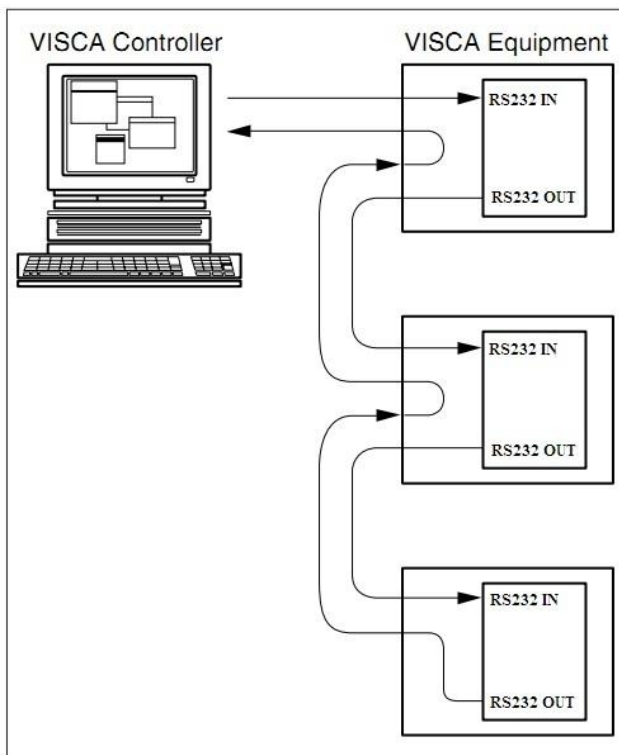 VISCA Controller
VISCA Equipment
RS232 IN
RS232 OUT
RS232 IN
RS232 OUT
RS232 IN
RS232 OUT